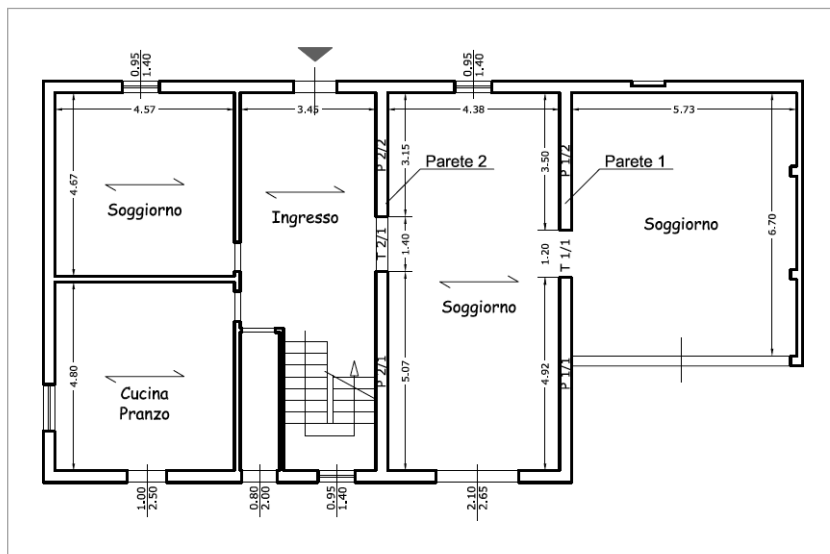 0.95
1.40
0.95
1.40
4.57
3.45
4.38
5.73
4.67
3.15
P 2/2
Parete 2
3.50
P 1/2
Parete 1
Soggiorno
Ingresso
Soggiorno
6.70
1.40
T 2/1
1.20
T 1/1
Soggiorno
4.80
Cucina
Pranzo
5.07
P 2/1
4.92
P 1/1
1.00
2.50
0.80
2.00
0.95
1.40
2.10
2.65